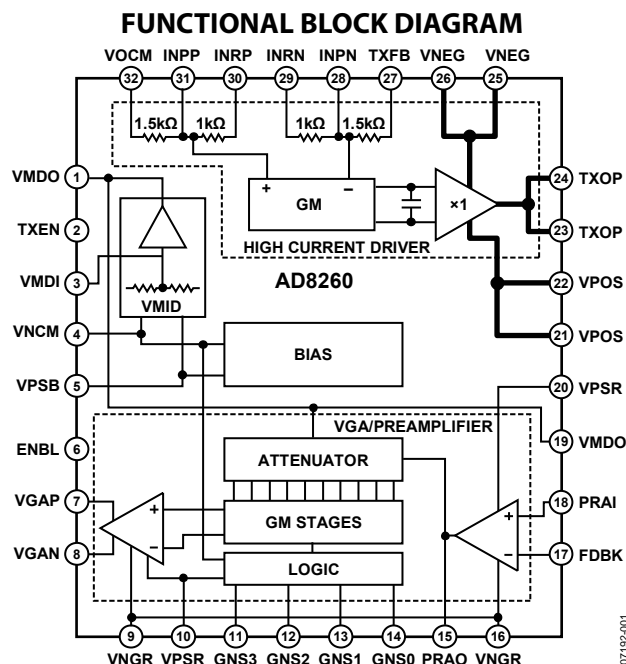 FUNCTIONAL BLOCK DIAGRAM
VOCM INPP INRP INRN INPN TXFB VNEG VNEG
32 31 30 29 28 27 26 25
1.5kΩ 1kΩ 1kΩ 1.5kΩ
VMDO 1
TXEN 2
VMDI 3
VNCM 4
VPSB 5
ENBL 6
VGAP 7
VGAN 8
+ –
GM
×1
HIGH CURRENT DRIVER
AD8260
VMID
BIAS
VGA/PREAMPLIFIER
ATTENUATOR
GM STAGES
LOGIC
+
–
+
–
24 TXOP
23 TXOP
22 VPOS
21 VPOS
20 VPSR
19 VMDO
18 PRAI
17 FDBK
9 10 11 12 13 14 15 16
VNGR VPSR GNS3 GNS2 GNS1 GNS0 PRAO VNGR
07192-001